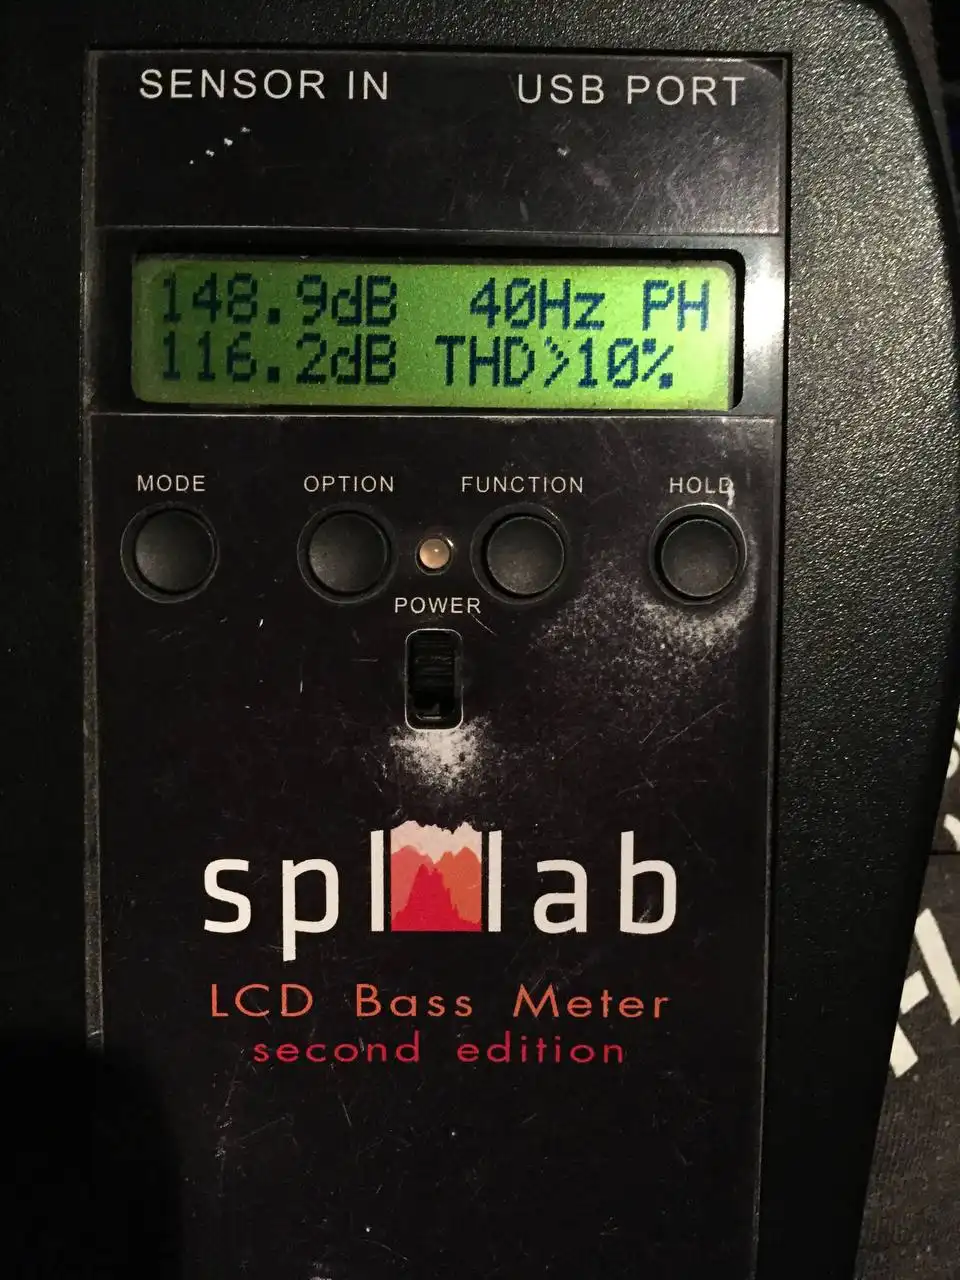 SENSOR IN USB PORT
148.9dB 40Hz PH
116.2dB THD>10%
MODE OPTION FUNCTION HOLD
POWER
spl lab
LCD Bass Meter
second edition